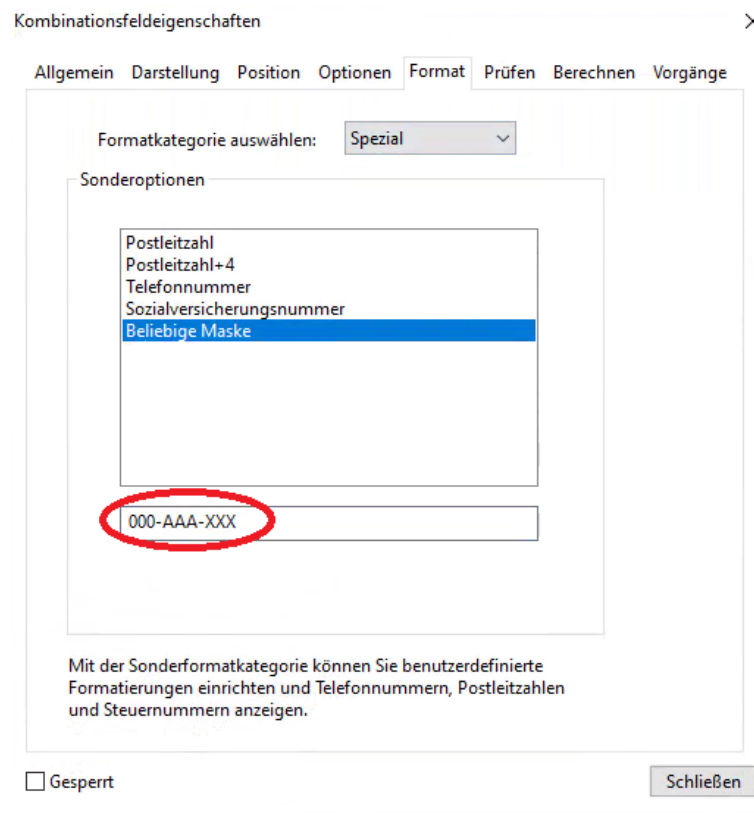 Kombinationsfeldeigenschaften
Allgemein Darstellung Position Optionen Format Prüfen Berechnen Vorgänge
Formatkategorie auswählen: Spezial
Sonderoptionen
Postleitzahl
Postleitzahl+4
Telefonnummer
Sozialversicherungsnummer
Beliebige Maske
000-AAA-XXX
Mit der Sonderformatkategorie können Sie benutzerdefinierte
Formatierungen einrichten und Telefonnummern, Postleitzahlen
und Steuernummern anzeigen.
Gesperrt Schließen